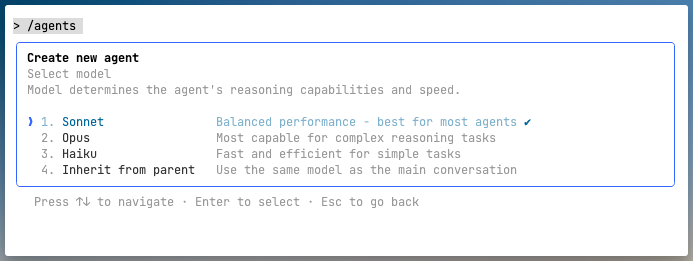 > /agents
Create new agent
Select model
Model determines the agent's reasoning capabilities and speed.
❯ 1. Sonnet Balanced performance - best for most agents ✔
2. Opus Most capable for complex reasoning tasks
3. Haiku Fast and efficient for simple tasks
4. Inherit from parent Use the same model as the main conversation
Press ↑↓ to navigate · Enter to select · Esc to go back